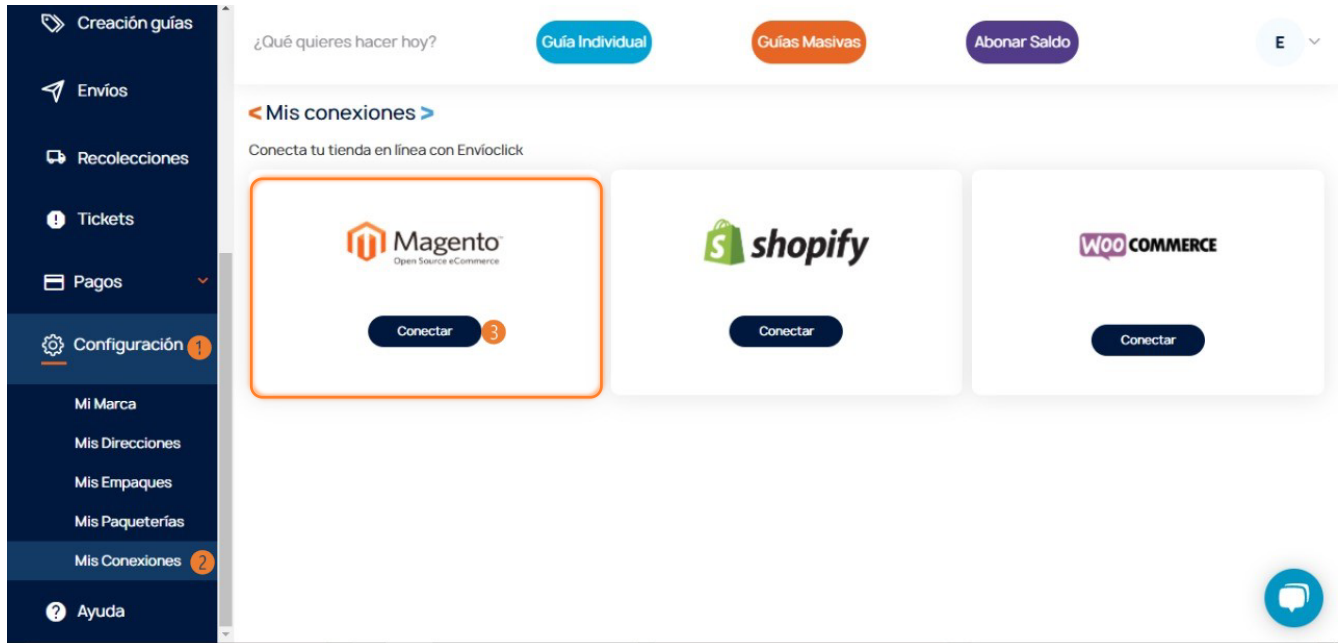 Creación guías
Envíos
Recolecciones
! Tickets
Pagos
Configuración 1
Mi Marca
Mis Direcciones
Mis Empaques
Mis Paqueterías
Mis Conexiones 2
? Ayuda
¿Qué quieres hacer hoy? Guía Individual Guías Masivas Abonar Saldo E
<Mis conexiones >
Conecta tu tienda en línea con Envíoclick
Magento
Open Source eCommerce
Conectar 3
S shopify
Conectar
WOO COMMERCE
Conectar